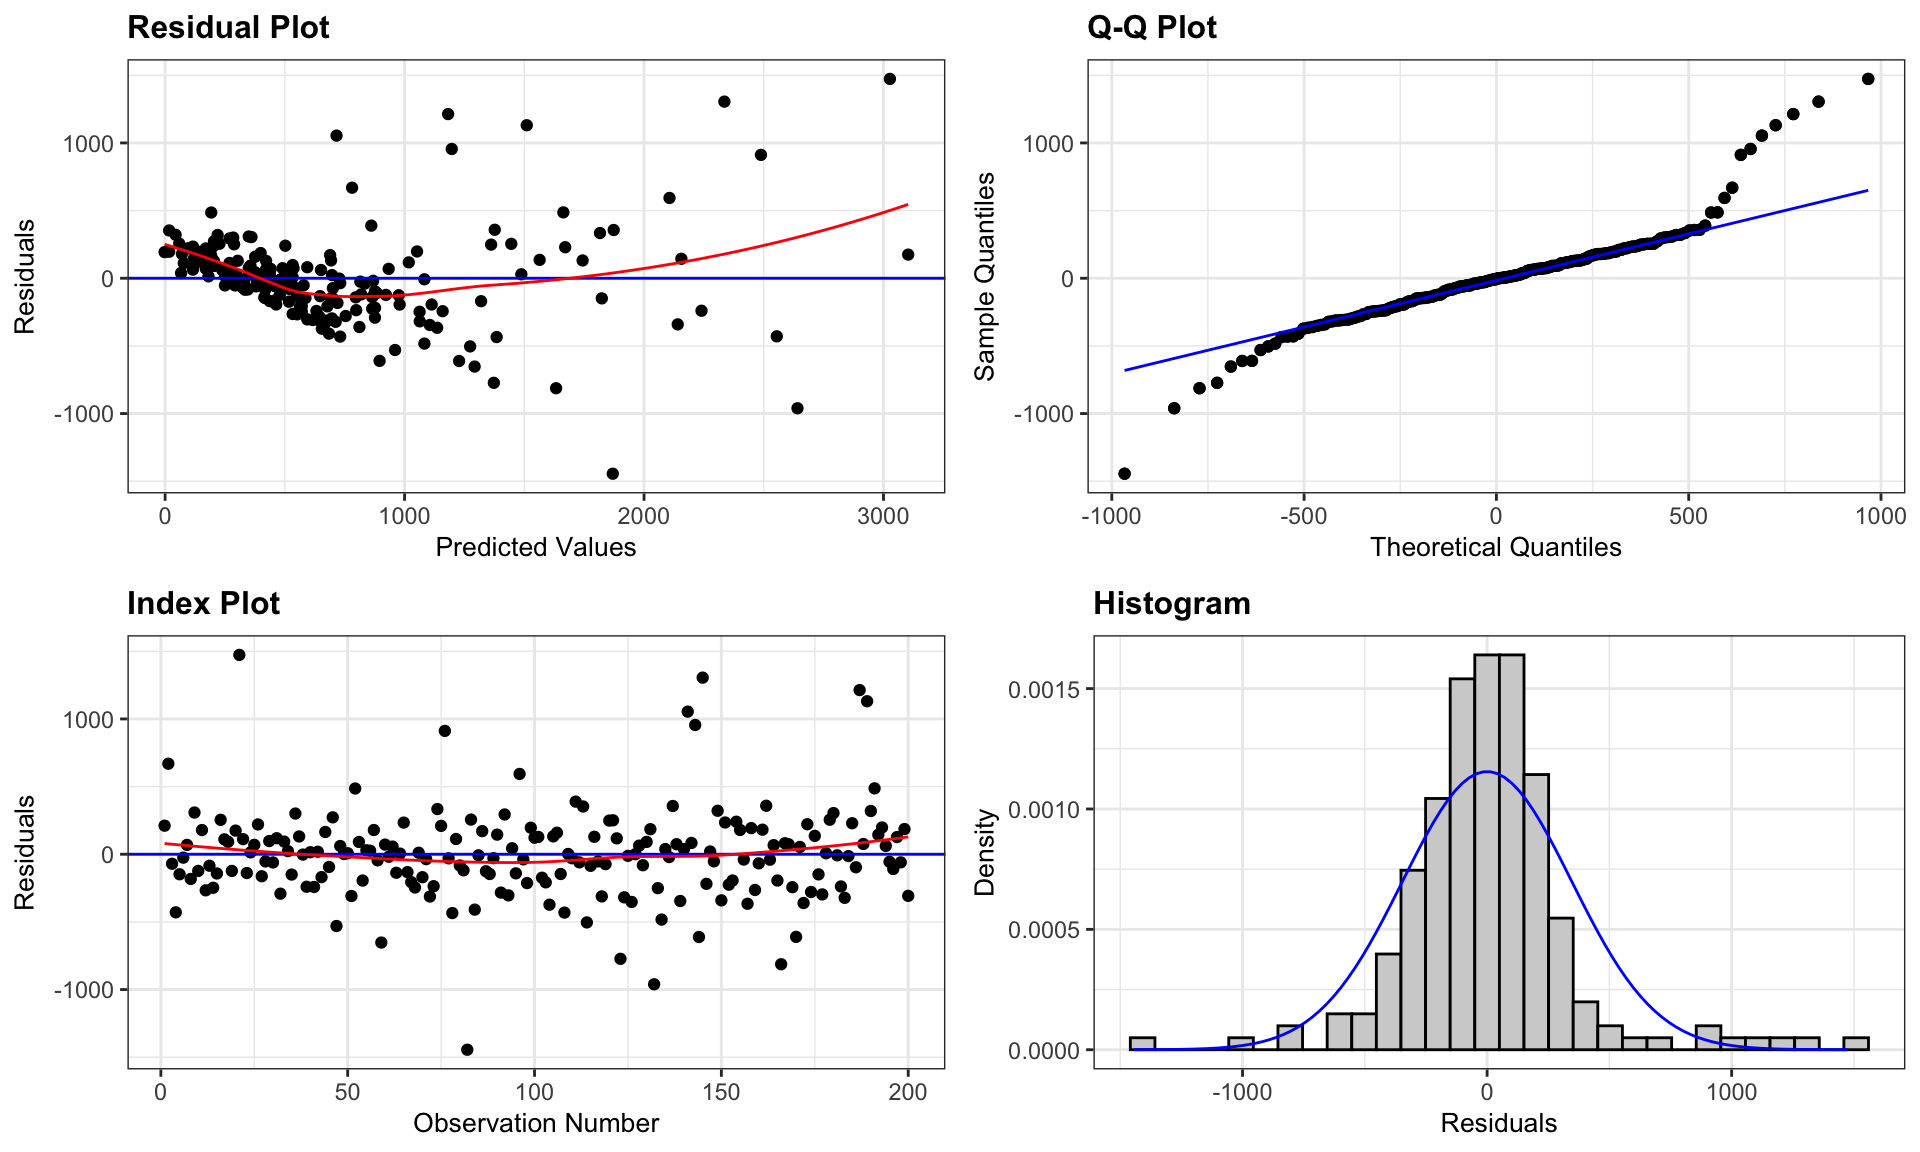 Residual Plot
Residuals
1000
0
-1000
0 1000 2000 3000
Predicted Values
Q-Q Plot
Sample Quantiles
1000
0
-1000
-1000 -500 0 500 1000
Theoretical Quantiles
Index Plot
Residuals
1000
0
-1000
0 50 100 150 200
Observation Number
Histogram
Density
0.0015
0.0010
0.0005
0.0000
-1000 0 1000
Residuals